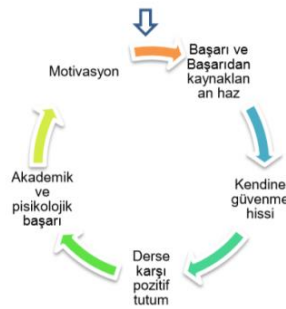 Başarı ve
Başarıdan
kaynaklan
an haz
Kendine
güvenme
hissi
Derse
karşı
pozitif
tutum
Akademik
ve
pisikolojik
başarı
Motivasyon